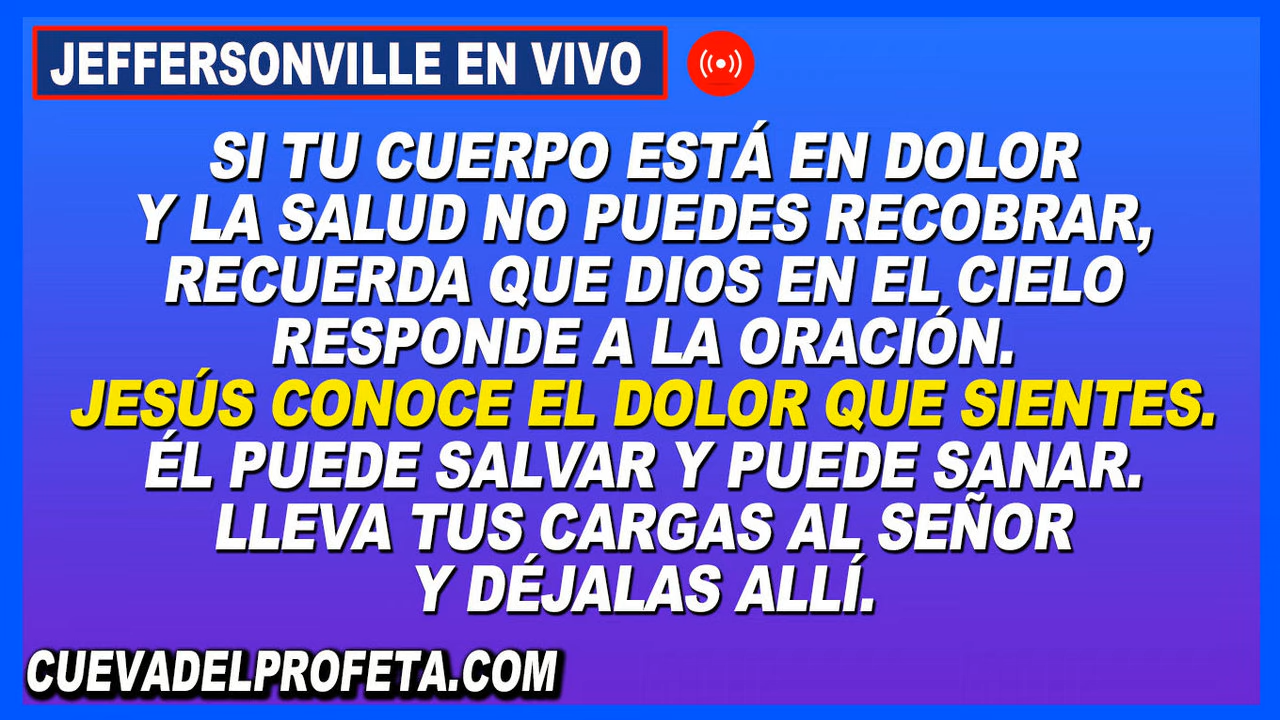 JEFFERSONVILLE EN VIVO
SI TU CUERPO ESTÁ EN DOLOR
Y LA SALUD NO PUEDES RECOBRAR,
RECUERDA QUE DIOS EN EL CIELO
RESPONDE A LA ORACIÓN.
JESÚS CONOCE EL DOLOR QUE SIENTES.
ÉL PUEDE SALVAR Y PUEDE SANAR.
LLEVA TUS CARGAS AL SEÑOR
Y DÉJALAS ALLÍ.
CUEVADELPROFETA.COM